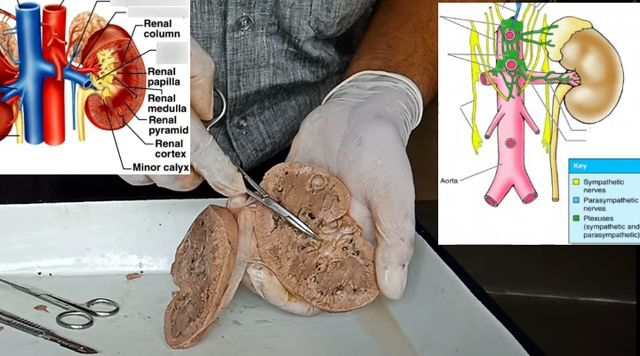 Renal
column
Renal
papilla
Renal
medulla
Renal
pyramid
Renal
cortex
Minor calyx
Aorta
Key
Sympathetic
nerves
Parasympathetic
nerves
Plexuses
(sympathetic and
parasympathetic)